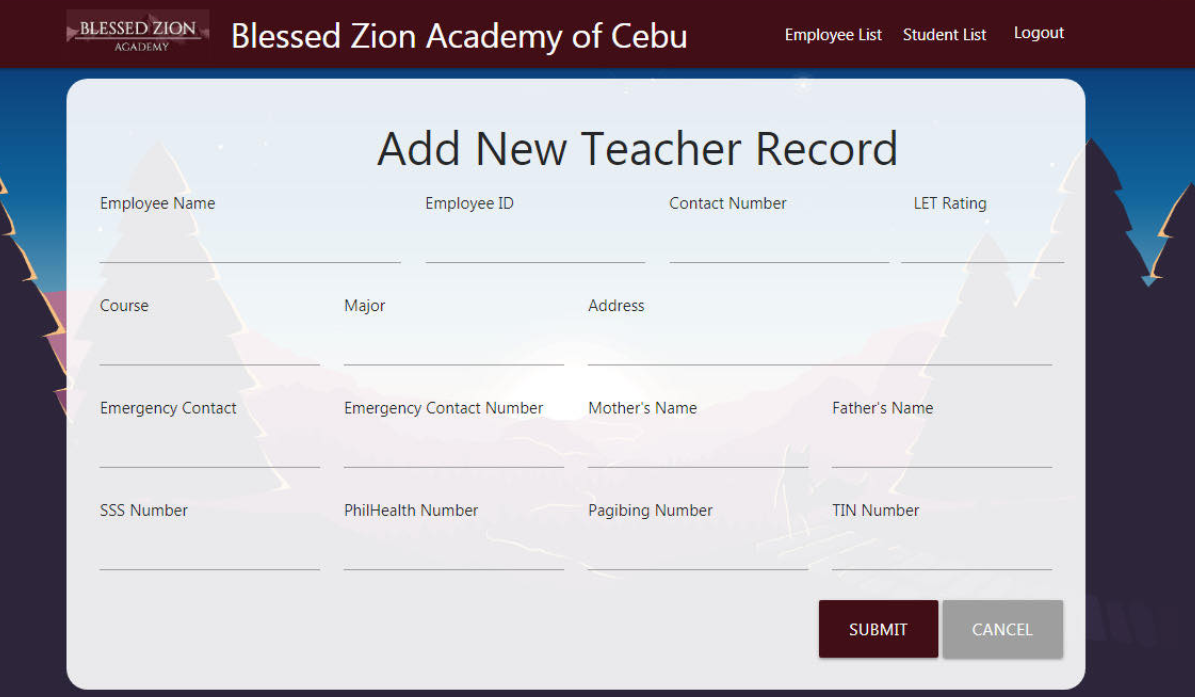 BLESSED ZION
ACADEMY
Blessed Zion Academy of Cebu
Employee List Student List Logout
Add New Teacher Record
Employee Name Employee ID Contact Number LET Rating
Course Major Address
Emergency Contact Emergency Contact Number Mother's Name Father's Name
SSS Number PhilHealth Number Pagibing Number TIN Number
SUBMIT CANCEL